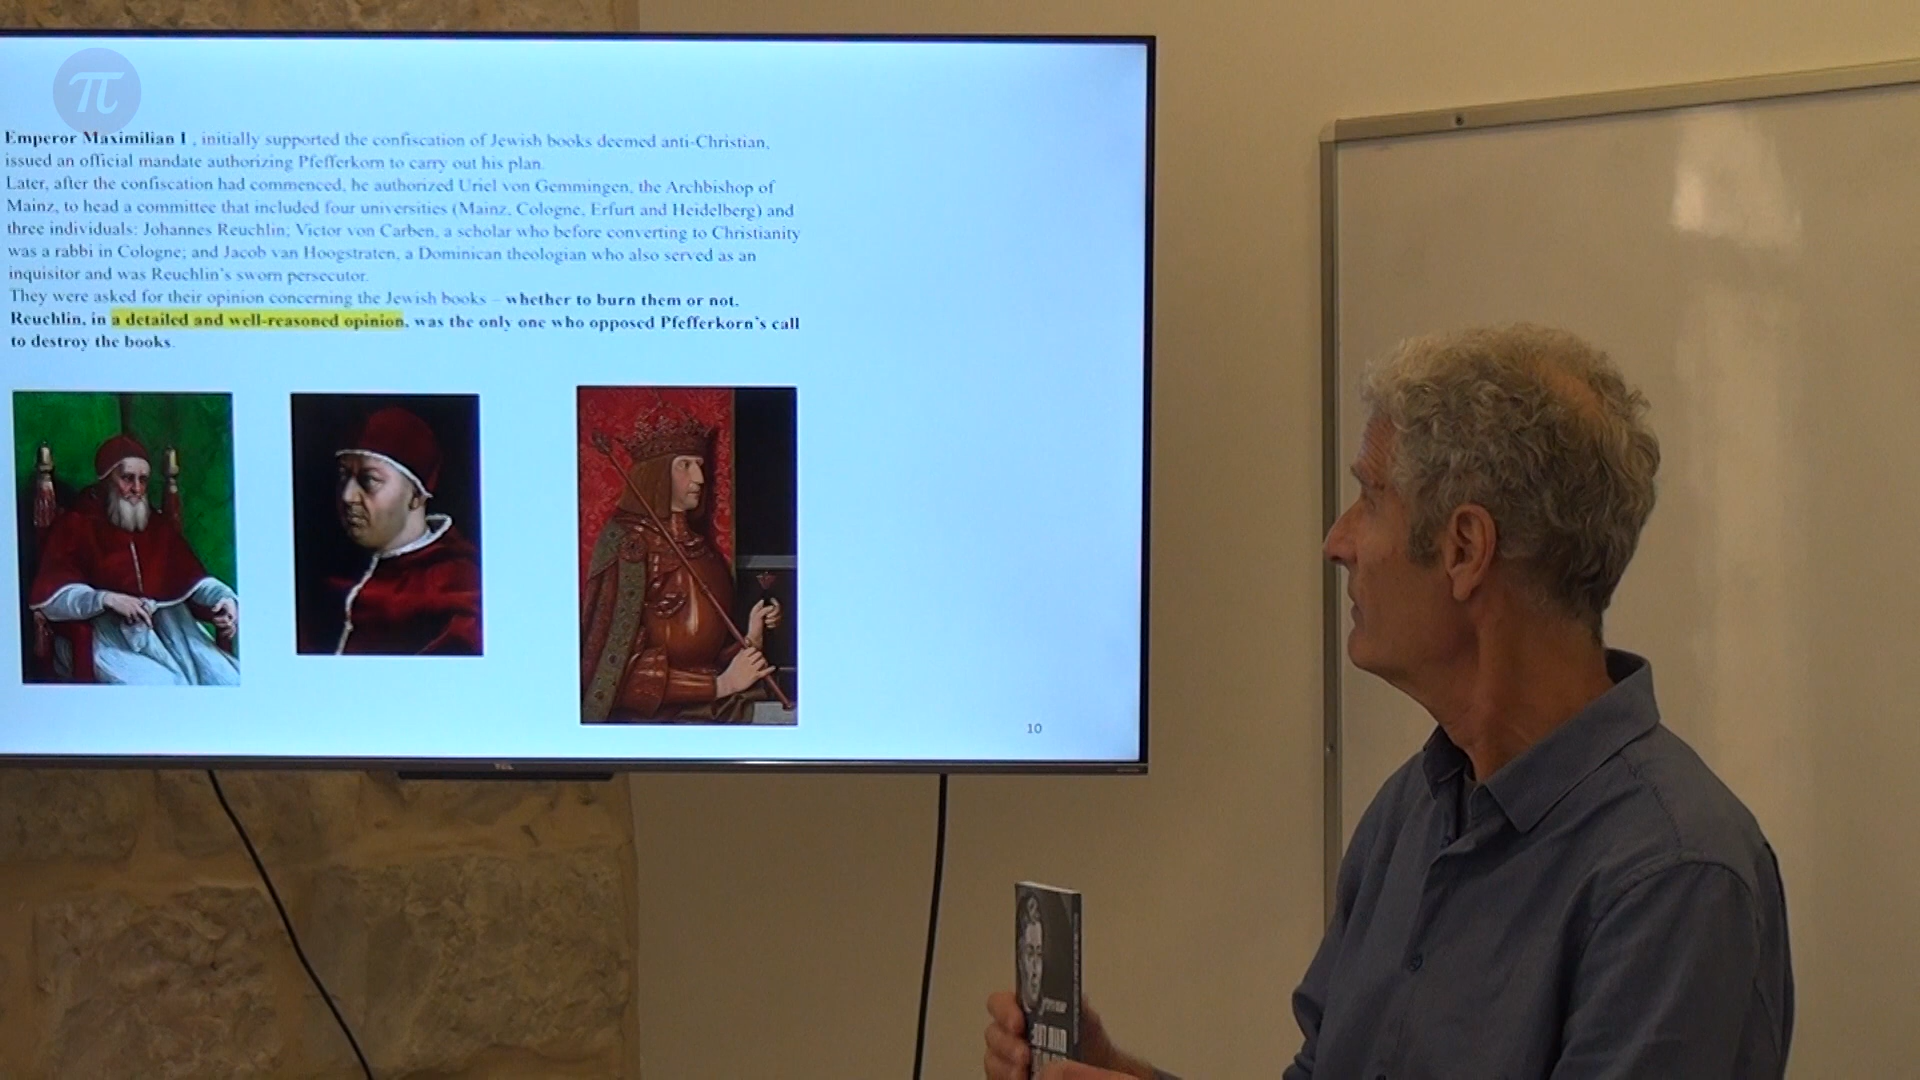 π
Emperor Maximilian I , initially supported the confiscation of Jewish books deemed anti-Christian,
issued an official mandate authorizing Pfefferkorn to carry out his plan.
Later, after the confiscation had commenced, he authorized Uriel von Gemmingen, the Archbishop of
Mainz, to head a committee that included four universities (Mainz, Cologne, Erfurt and Heidelberg) and
three individuals: Johannes Reuchlin; Victor von Carben, a scholar who before converting to Christianity
was a rabbi in Cologne; and Jacob van Hoogstraten, a Dominican theologian who also served as an
inquisitor and was Reuchlin's sworn persecutor.
They were asked for their opinion concerning the Jewish books – whether to burn them or not.
Reuchlin, in a detailed and well-reasoned opinion, was the only one who opposed Pfefferkorn's call
to destroy the books.
10
TCL